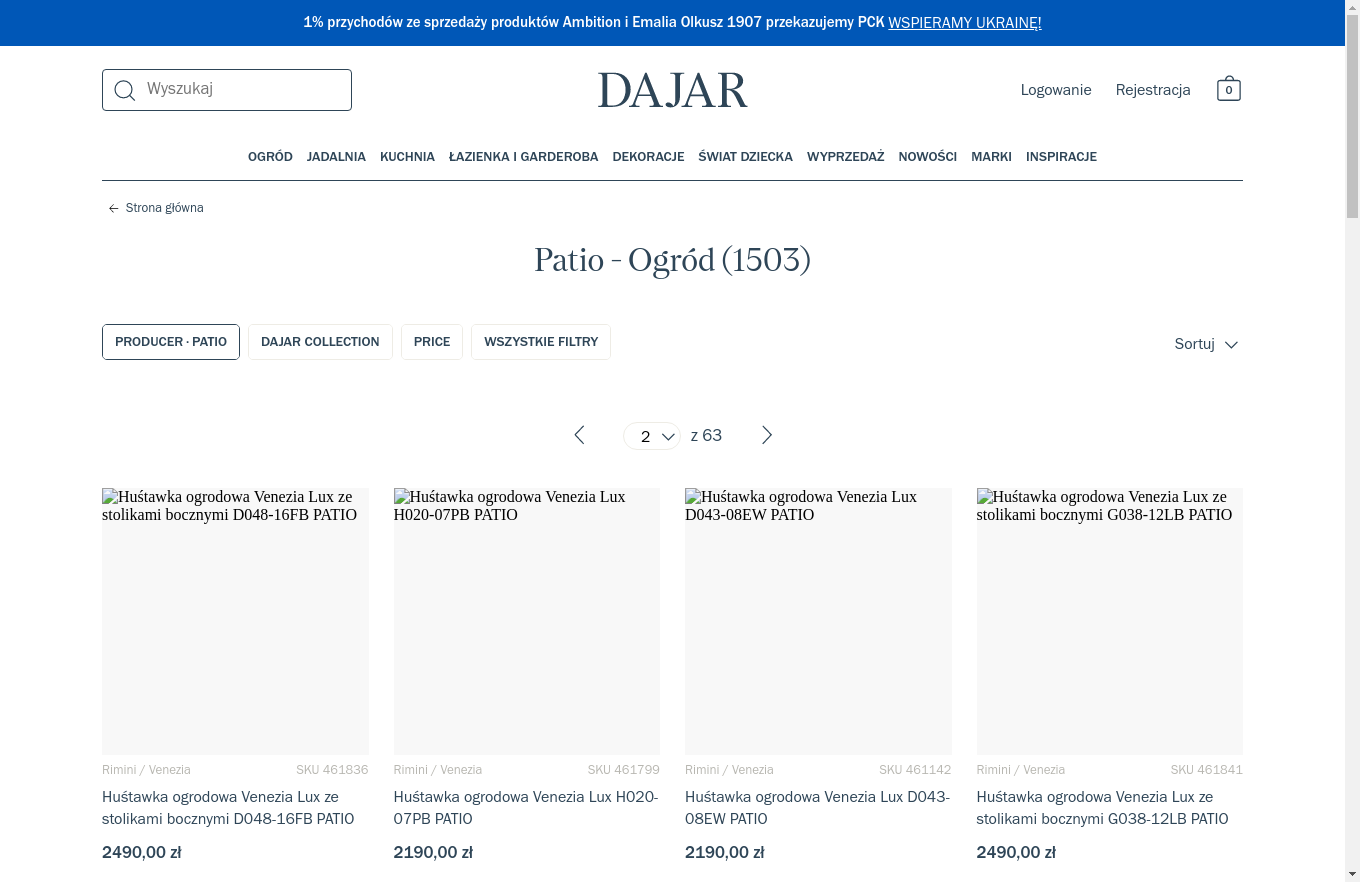 1% przychodów ze sprzedaży produktów Ambition i Emalia Olkusz 1907 przekazujemy PCK WSPIERAMY UKRAINĘ!
Wyszukaj
DAJAR
Logowanie Rejestracja 0
OGRÓD JADALNIA KUCHNIA ŁAZIENKA I GARDEROBA DEKORACJE ŚWIAT DZIECKA WYPRZEDAŻ NOWOŚCI MARKI INSPIRACJE
Strona główna
Patio - Ogród (1503)
PRODUCER · PATIO DAJAR COLLECTION PRICE WSZYSTKIE FILTRY
Sortuj
2 z 63
Huśtawka ogrodowa Venezia Lux ze
stolikami bocznymi D048-16FB PATIO
Huśtawka ogrodowa Venezia Lux
H020-07PB PATIO
Huśtawka ogrodowa Venezia Lux
D043-08EW PATIO
Huśtawka ogrodowa Venezia Lux ze
stolikami bocznymi G038-12LB PATIO
Rimini / Venezia SKU 461836
Huśtawka ogrodowa Venezia Lux ze
stolikami bocznymi D048-16FB PATIO
2490,00 zł
Rimini / Venezia SKU 461799
Huśtawka ogrodowa Venezia Lux H020-
07PB PATIO
2190,00 zł
Rimini / Venezia SKU 461142
Huśtawka ogrodowa Venezia Lux D043-
08EW PATIO
2190,00 zł
Rimini / Venezia SKU 461841
Huśtawka ogrodowa Venezia Lux ze
stolikami bocznymi G038-12LB PATIO
2490,00 zł